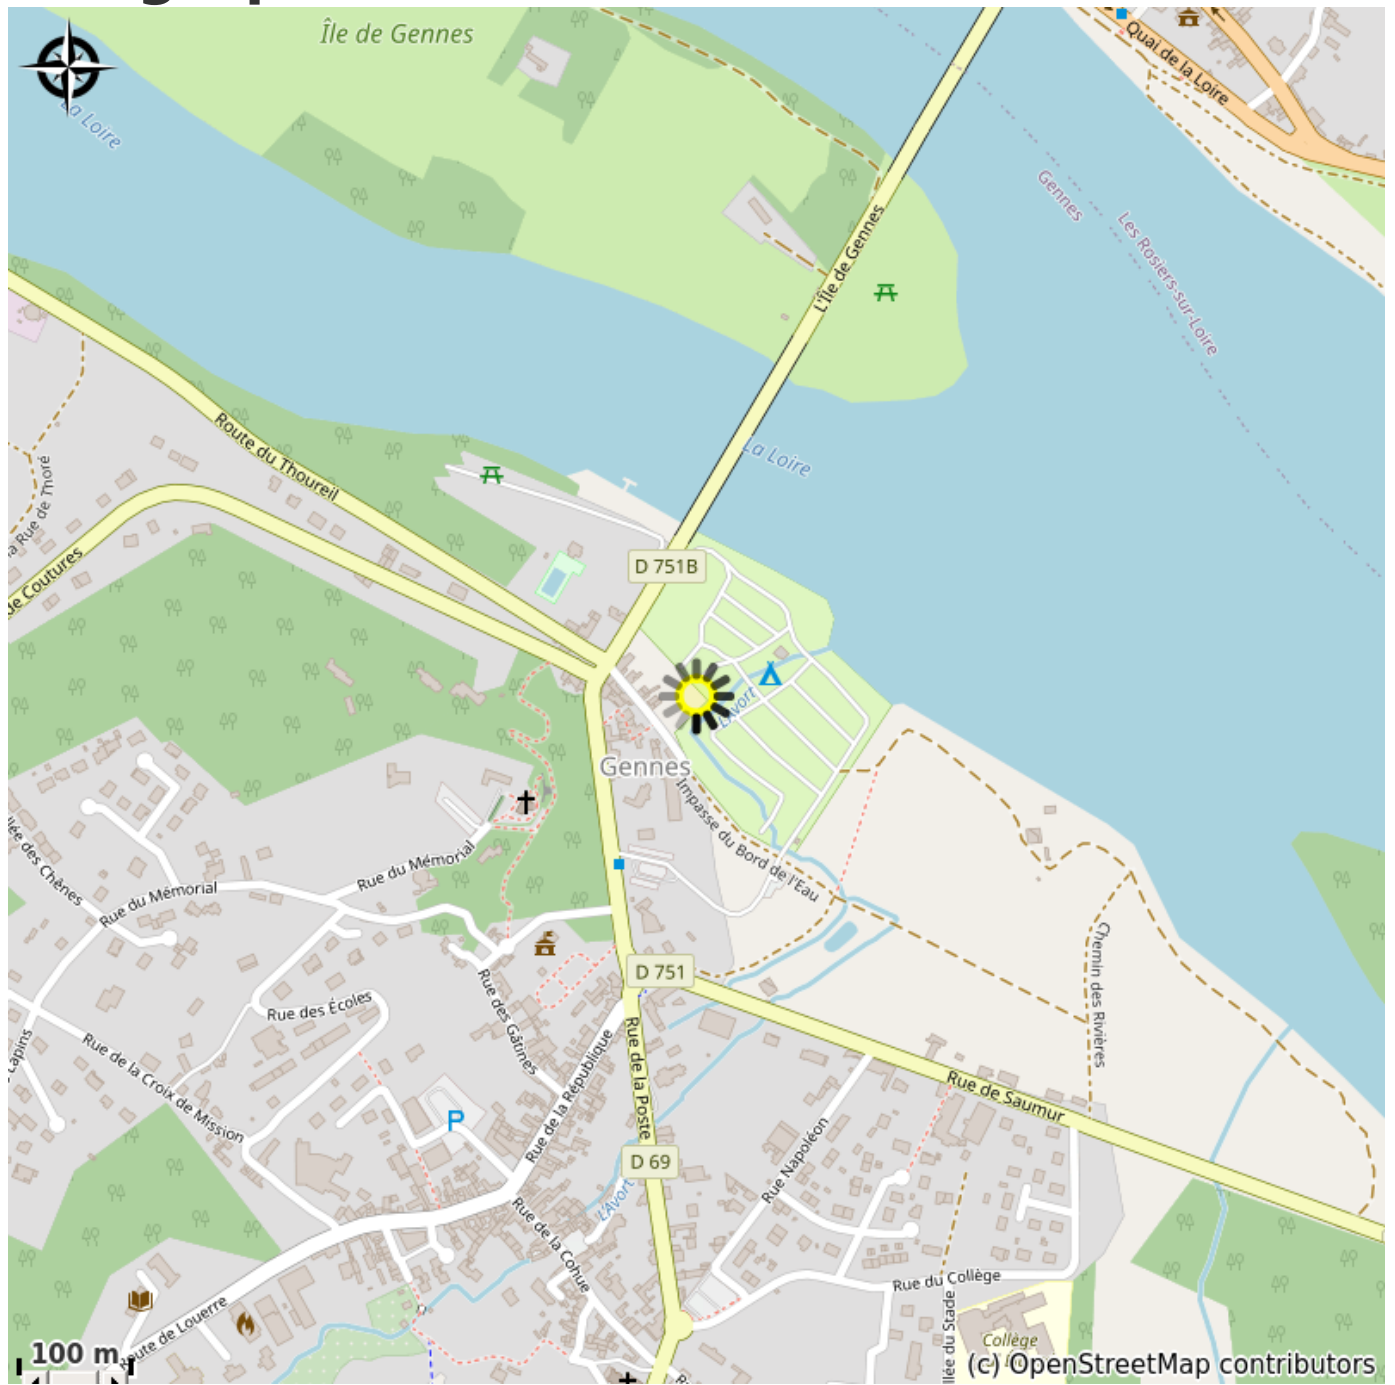 Île de Gennes
La Loire
Quai de la Loire
Gennes
Les Rosiers-sur-Loire
L'Île de Gennes
La Loire
Route du Thoureil
la Rue de Thoré
de Coutures
D 751B
L'Avort
Gennes
Impasse du Bord de l'Eau
Rue du Mémorial
Rue du Mémorial
llée des Chênes
Chemin des Rivières
D 751
Rue des Gâtines
Rue des Écoles
Rue de la Croix de Mission
Lapins
Rue de la République
Rue de la Poste
Rue de Saumur
P
D 69
Rue Napoléon
L'Avort
Rue de la Cohue
Rue du Collège
Route de Louerre
llée du Stade
Collège
100 m
(c) OpenStreetMap contributors